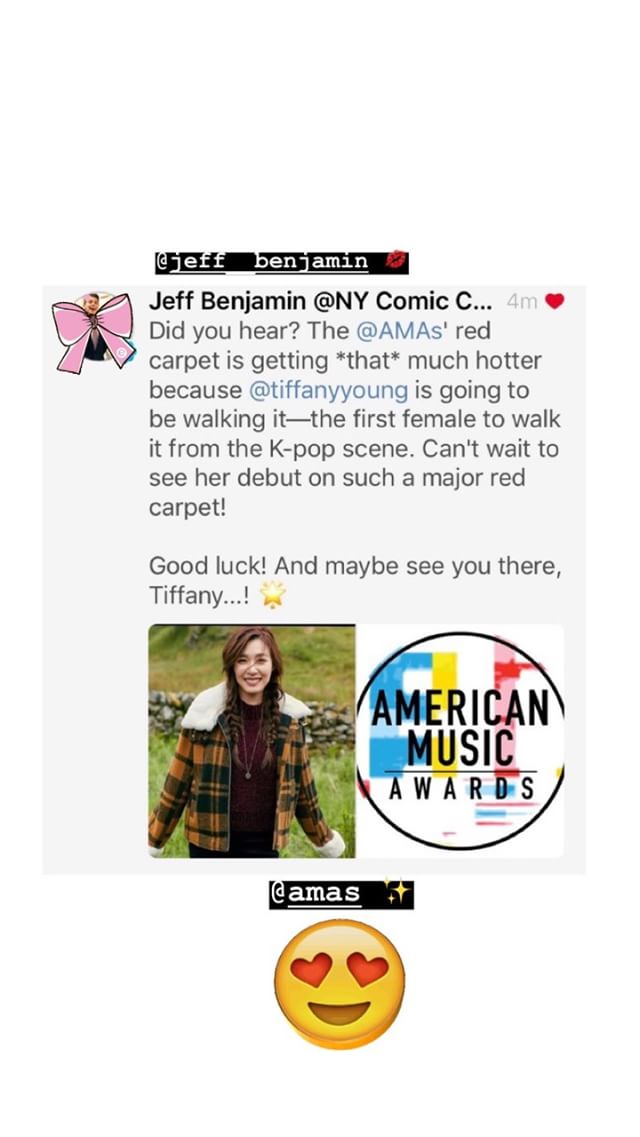 @jeff__benjamin 💋
Jeff Benjamin @NY Comic C... 4m
Did you hear? The @AMAs' red
carpet is getting *that* much hotter
because @tiffanyyoung is going to
be walking it—the first female to walk
it from the K-pop scene. Can't wait to
see her debut on such a major red
carpet!
Good luck! And maybe see you there,
Tiffany...! 🌟
AMERICAN
MUSIC
AWARDS
@amas ✨